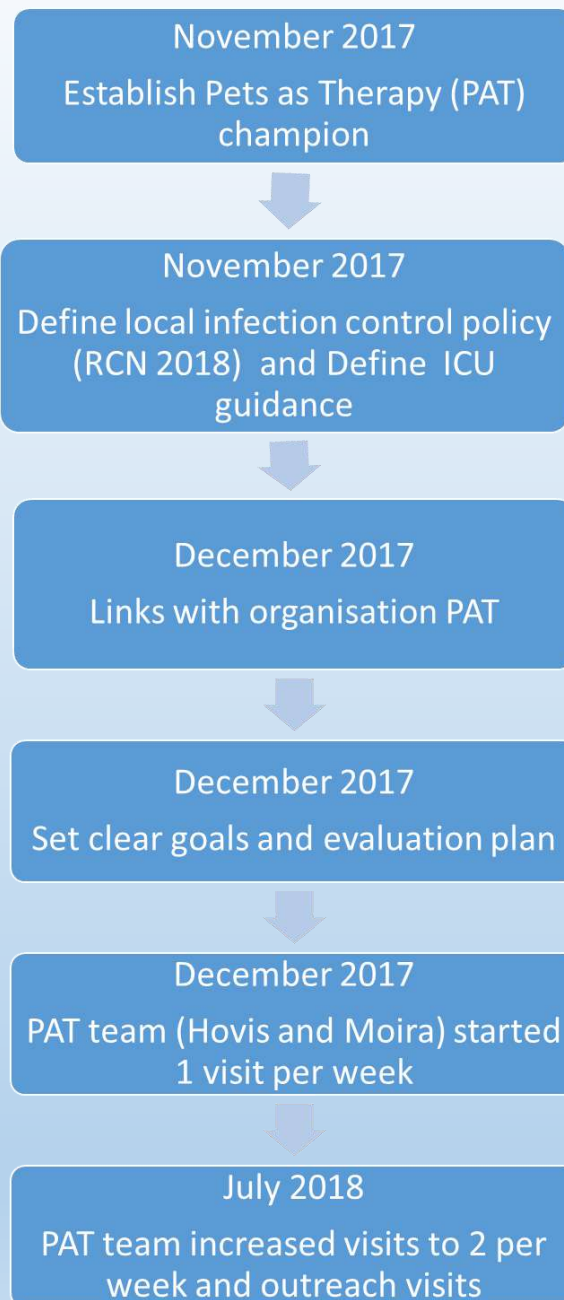 November 2017
Establish Pets as Therapy (PAT)
champion
November 2017
Define local infection control policy
(RCN 2018) and Define ICU
guidance
December 2017
Links with organisation PAT
December 2017
Set clear goals and evaluation plan
December 2017
PAT team (Hovis and Moira) started
1 visit per week
July 2018
PAT team increased visits to 2 per
week and outreach visits